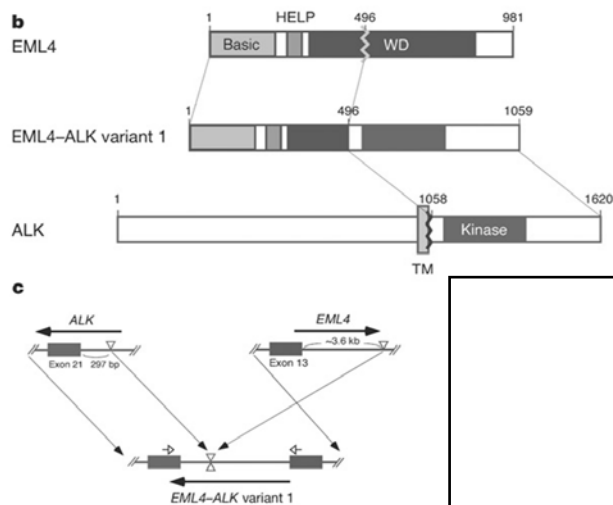 b
1 HELP 496 981
EML4 Basic WD
1 496 1059
EML4–ALK variant 1
1 1058 1620
ALK Kinase
TM
c
ALK EML4
~3.6 kb
Exon 21 297 bp Exon 13
EML4–ALK variant 1